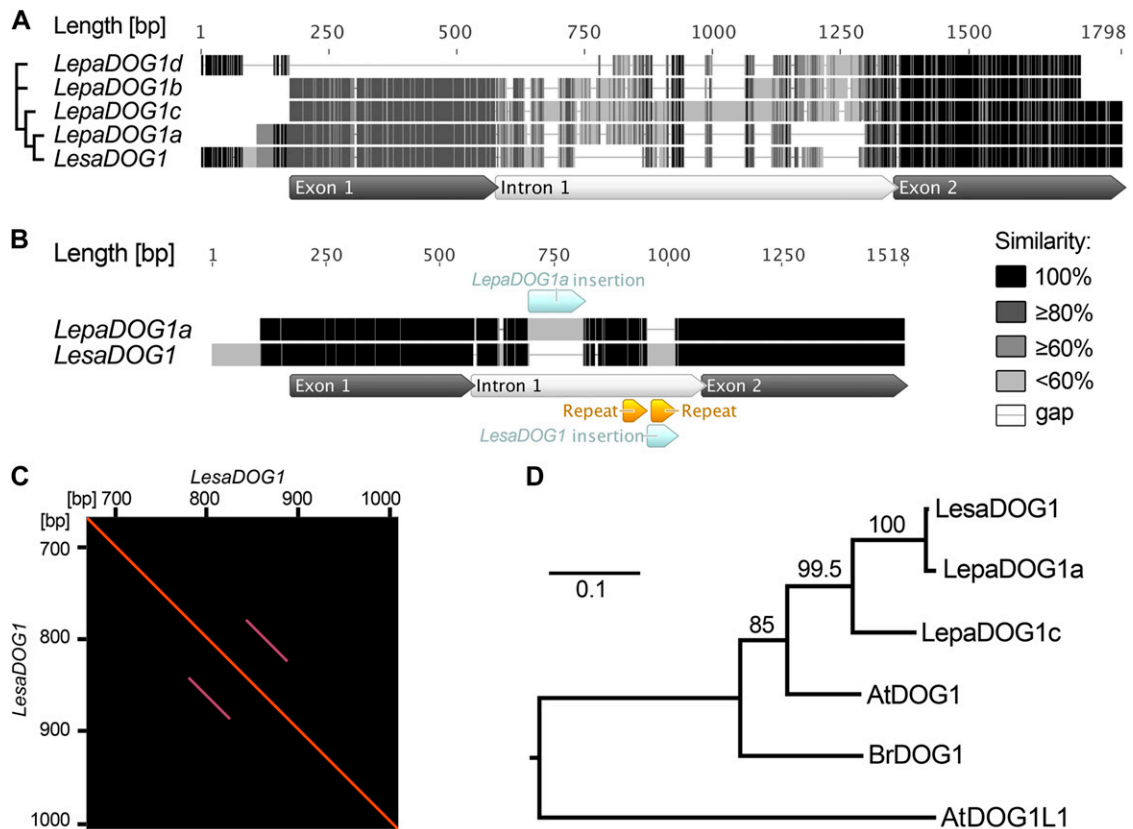 A Length [bp]
1 250 500 750 1000 1250 1500 1798
LepaDOG1d
LepaDOG1b
LepaDOG1c
LepaDOG1a
LesaDOG1
Exon 1 Intron 1 Exon 2
B Length [bp]
1 250 500 750 1000 1250 1518
LepaDOG1a insertion
LepaDOG1a
LesaDOG1
Exon 1 Intron 1 Exon 2
Repeat Repeat
LesaDOG1 insertion
Similarity:
100%
≥80%
≥60%
<60%
gap
C LesaDOG1
[bp] 700 800 900 1000
[bp]
700
800
900
1000
LesaDOG1
D
LesaDOG1
100
LepaDOG1a
99.5
LepaDOG1c
85
AtDOG1
BrDOG1
AtDOG1L1
0.1